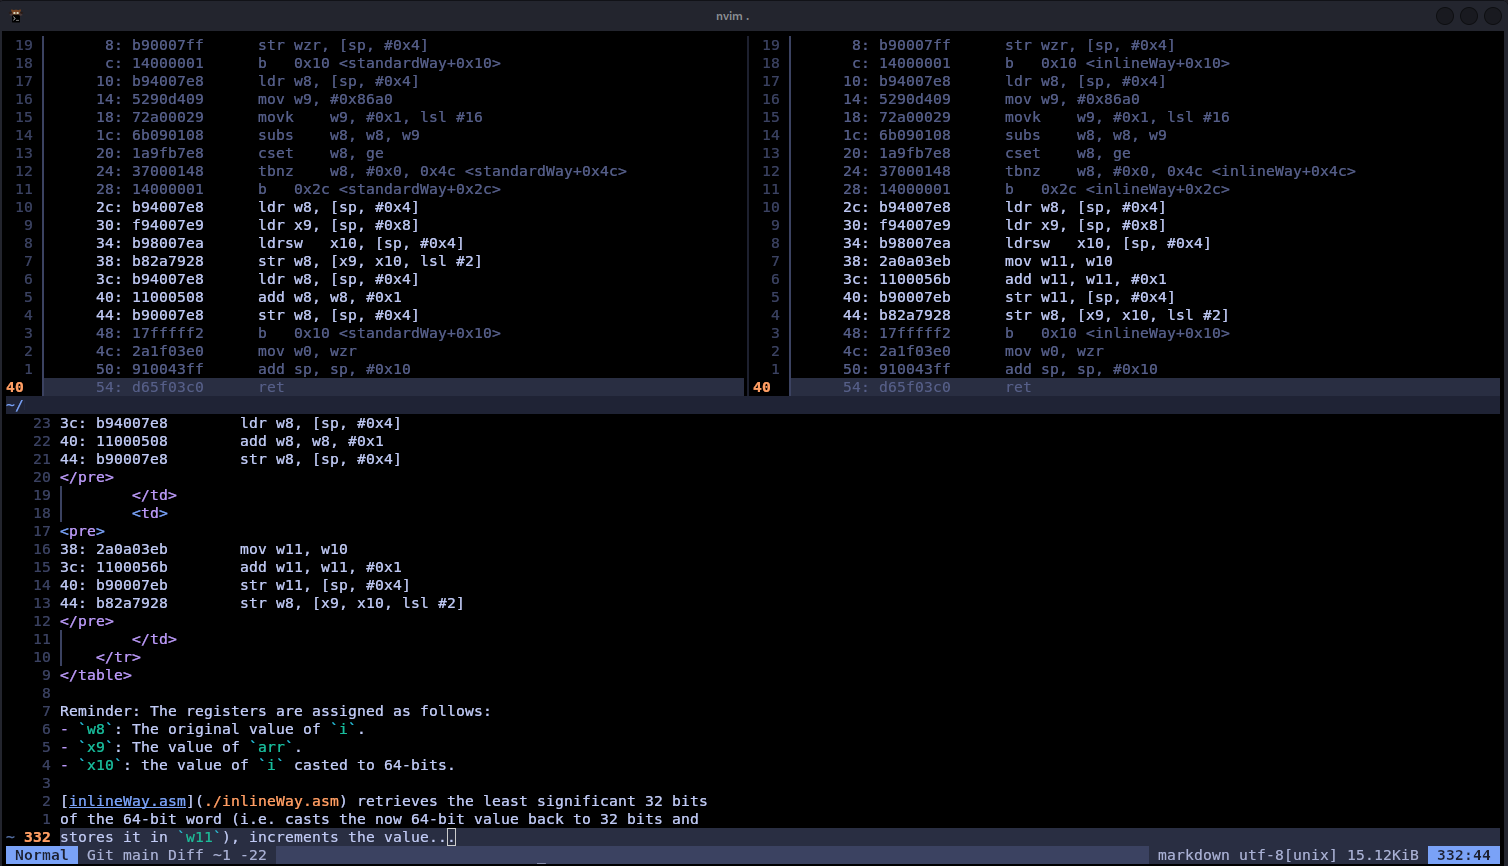 nvim .
19 8: b90007ff str wzr, [sp, #0x4]
18 c: 14000001 b 0x10 <standardWay+0x10>
17 10: b94007e8 ldr w8, [sp, #0x4]
16 14: 5290d409 mov w9, #0x86a0
15 18: 72a00029 movk w9, #0x1, lsl #16
14 1c: 6b090108 subs w8, w8, w9
13 20: 1a9fb7e8 cset w8, ge
12 24: 37000148 tbnz w8, #0x0, 0x4c <standardWay+0x4c>
11 28: 14000001 b 0x2c <standardWay+0x2c>
10 2c: b94007e8 ldr w8, [sp, #0x4]
9 30: f94007e9 ldr x9, [sp, #0x8]
8 34: b98007ea ldrsw x10, [sp, #0x4]
7 38: b82a7928 str w8, [x9, x10, lsl #2]
6 3c: b94007e8 ldr w8, [sp, #0x4]
5 40: 11000508 add w8, w8, #0x1
4 44: b90007e8 str w8, [sp, #0x4]
3 48: 17fffff2 b 0x10 <standardWay+0x10>
2 4c: 2a1f03e0 mov w0, wzr
1 50: 910043ff add sp, sp, #0x10
40 54: d65f03c0 ret
19 8: b90007ff str wzr, [sp, #0x4]
18 c: 14000001 b 0x10 <inlineWay+0x10>
17 10: b94007e8 ldr w8, [sp, #0x4]
16 14: 5290d409 mov w9, #0x86a0
15 18: 72a00029 movk w9, #0x1, lsl #16
14 1c: 6b090108 subs w8, w8, w9
13 20: 1a9fb7e8 cset w8, ge
12 24: 37000148 tbnz w8, #0x0, 0x4c <inlineWay+0x4c>
11 28: 14000001 b 0x2c <inlineWay+0x2c>
10 2c: b94007e8 ldr w8, [sp, #0x4]
9 30: f94007e9 ldr x9, [sp, #0x8]
8 34: b98007ea ldrsw x10, [sp, #0x4]
7 38: 2a0a03eb mov w11, w10
6 3c: 1100056b add w11, w11, #0x1
5 40: b90007eb str w11, [sp, #0x4]
4 44: b82a7928 str w8, [x9, x10, lsl #2]
3 48: 17fffff2 b 0x10 <inlineWay+0x10>
2 4c: 2a1f03e0 mov w0, wzr
1 50: 910043ff add sp, sp, #0x10
40 54: d65f03c0 ret
~/
23 3c: b94007e8 ldr w8, [sp, #0x4]
22 40: 11000508 add w8, w8, #0x1
21 44: b90007e8 str w8, [sp, #0x4]
20 </pre>
19 </td>
18 <td>
17 <pre>
16 38: 2a0a03eb mov w11, w10
15 3c: 1100056b add w11, w11, #0x1
14 40: b90007eb str w11, [sp, #0x4]
13 44: b82a7928 str w8, [x9, x10, lsl #2]
12 </pre>
11 </td>
10 </tr>
9 </table>
8
7 Reminder: The registers are assigned as follows:
6 - `w8`: The original value of `i`.
5 - `x9`: The value of `arr`.
4 - `x10`: the value of `i` casted to 64-bits.
3
2 [inlineWay.asm](./inlineWay.asm) retrieves the least significant 32 bits
1 of the 64-bit word (i.e. casts the now 64-bit value back to 32 bits and
~ 332 stores it in `w11`), increments the value...
Normal Git main Diff ~1 -22 _ markdown utf-8[unix] 15.12KiB 332:44